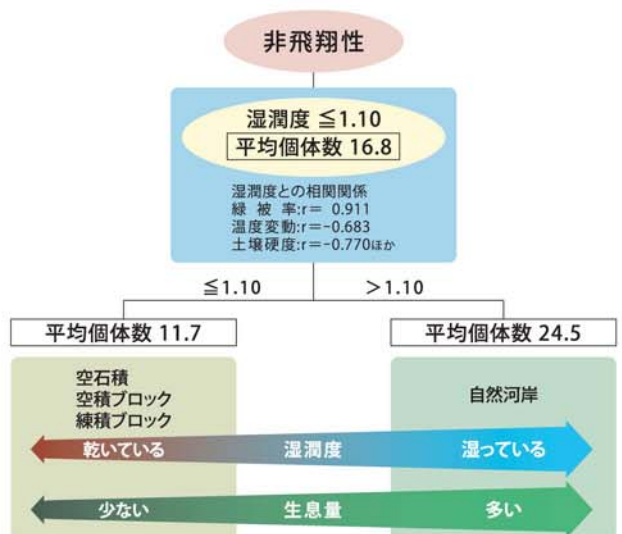 非飛翔性
湿潤度 ≦1.10
平均個体数 16.8
湿潤度との相関関係
緑被率:r= 0.911
温度変動:r=-0.683
土壌硬度:r=-0.770ほか
≦1.10
>1.10
平均個体数 11.7
平均個体数 24.5
空石積
空積ブロック
練積ブロック
自然河岸
乾いている 湿潤度 湿っている
少ない 生息量 多い